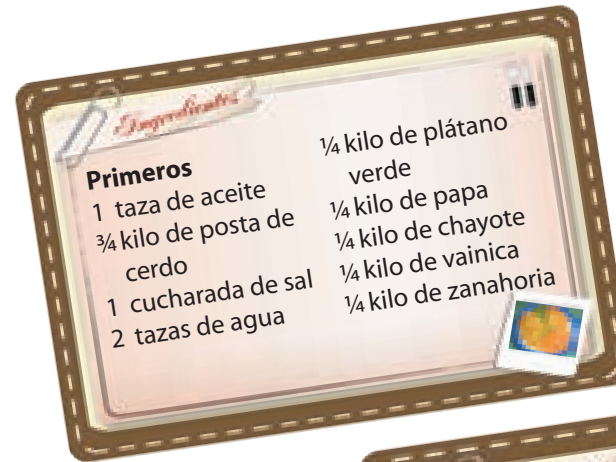 Ingredientes
Primeros
1 taza de aceite
¾ kilo de posta de
cerdo
1 cucharada de sal
2 tazas de agua
¼ kilo de plátano
verde
¼ kilo de papa
¼ kilo de chayote
¼ kilo de vainica
¼ kilo de zanahoria